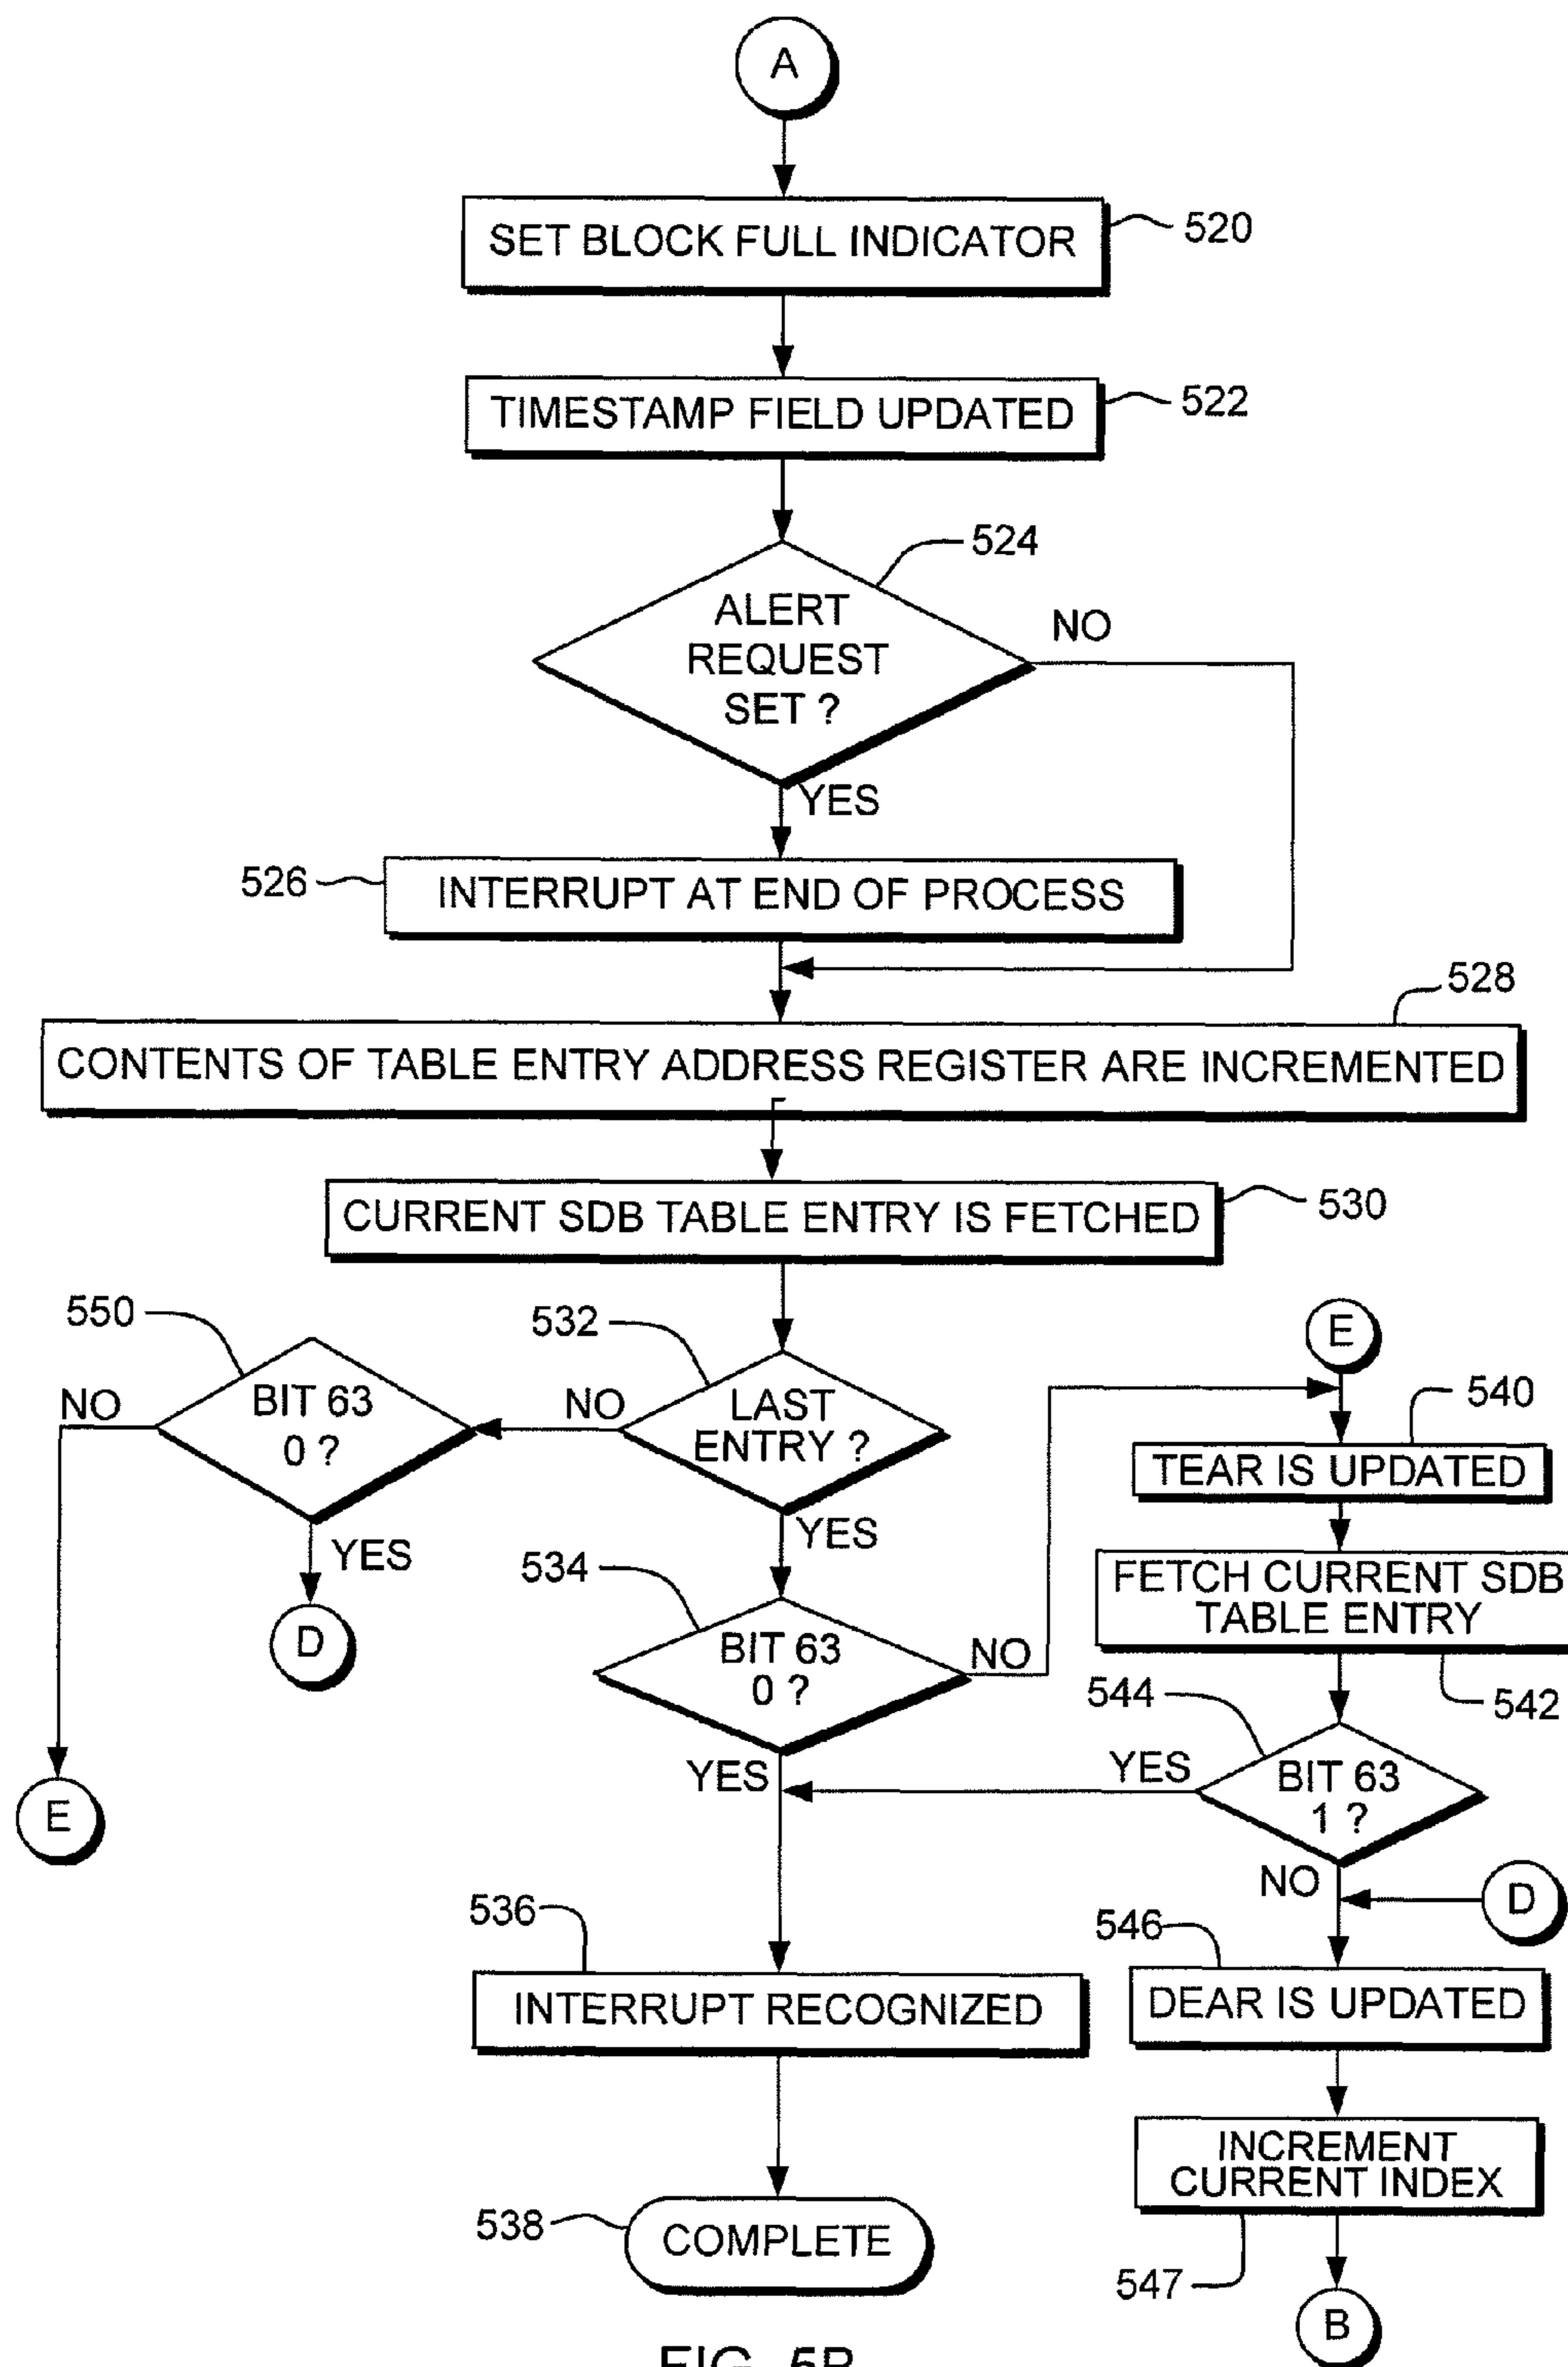 A
SET BLOCK FULL INDICATOR
520
TIMESTAMP FIELD UPDATED
522
524
ALERT
REQUEST
SET ?
NO
YES
526
INTERRUPT AT END OF PROCESS
528
CONTENTS OF TABLE ENTRY ADDRESS REGISTER ARE INCREMENTED
CURRENT SDB TABLE ENTRY IS FETCHED
530
550
532
E
NO
BIT 63
0 ?
NO
LAST
ENTRY ?
540
TEAR IS UPDATED
YES
YES
D
534
BIT 63
0 ?
NO
FETCH CURRENT SDB
TABLE ENTRY
542
544
YES
YES
BIT 63
1 ?
E
NO
D
536
546
INTERRUPT RECOGNIZED
DEAR IS UPDATED
INCREMENT
CURRENT INDEX
538
COMPLETE
547
B